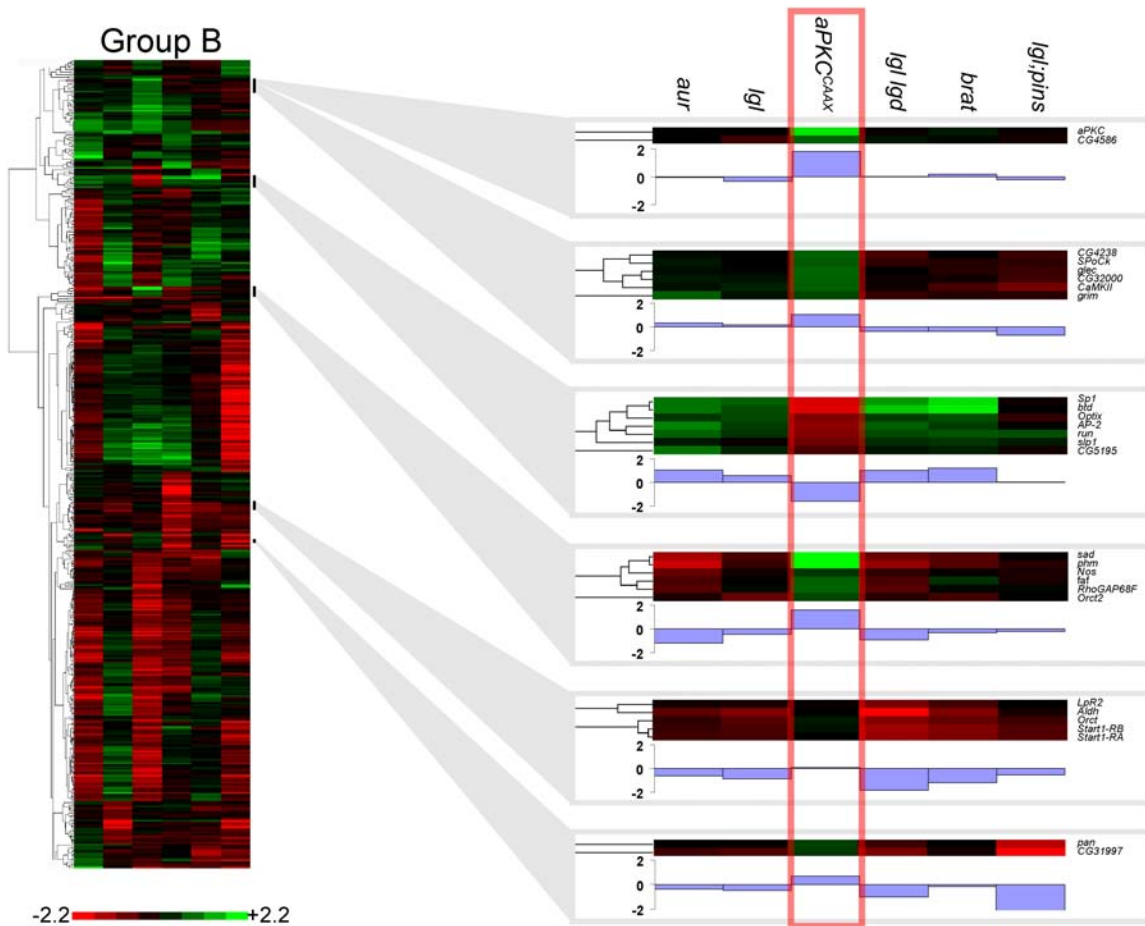 Group B
aur
lgl
aPKC^CAAX
lgl lgd
brat
lgl;pins
aPKC
CG4586
2
0
-2
CG4238
SPoCk
glec
CG32000
CaMKII
grim
2
0
-2
Sp1
btd
Optix
AP-2
run
slp1
CG5195
2
0
-2
sad
phm
Nos
faf
RhoGAP68F
Orct2
2
0
-2
LpR2
Aldh
Orct
Start1-RB
Start1-RA
2
0
-2
pan
CG31997
2
0
-2
-2.2
+2.2